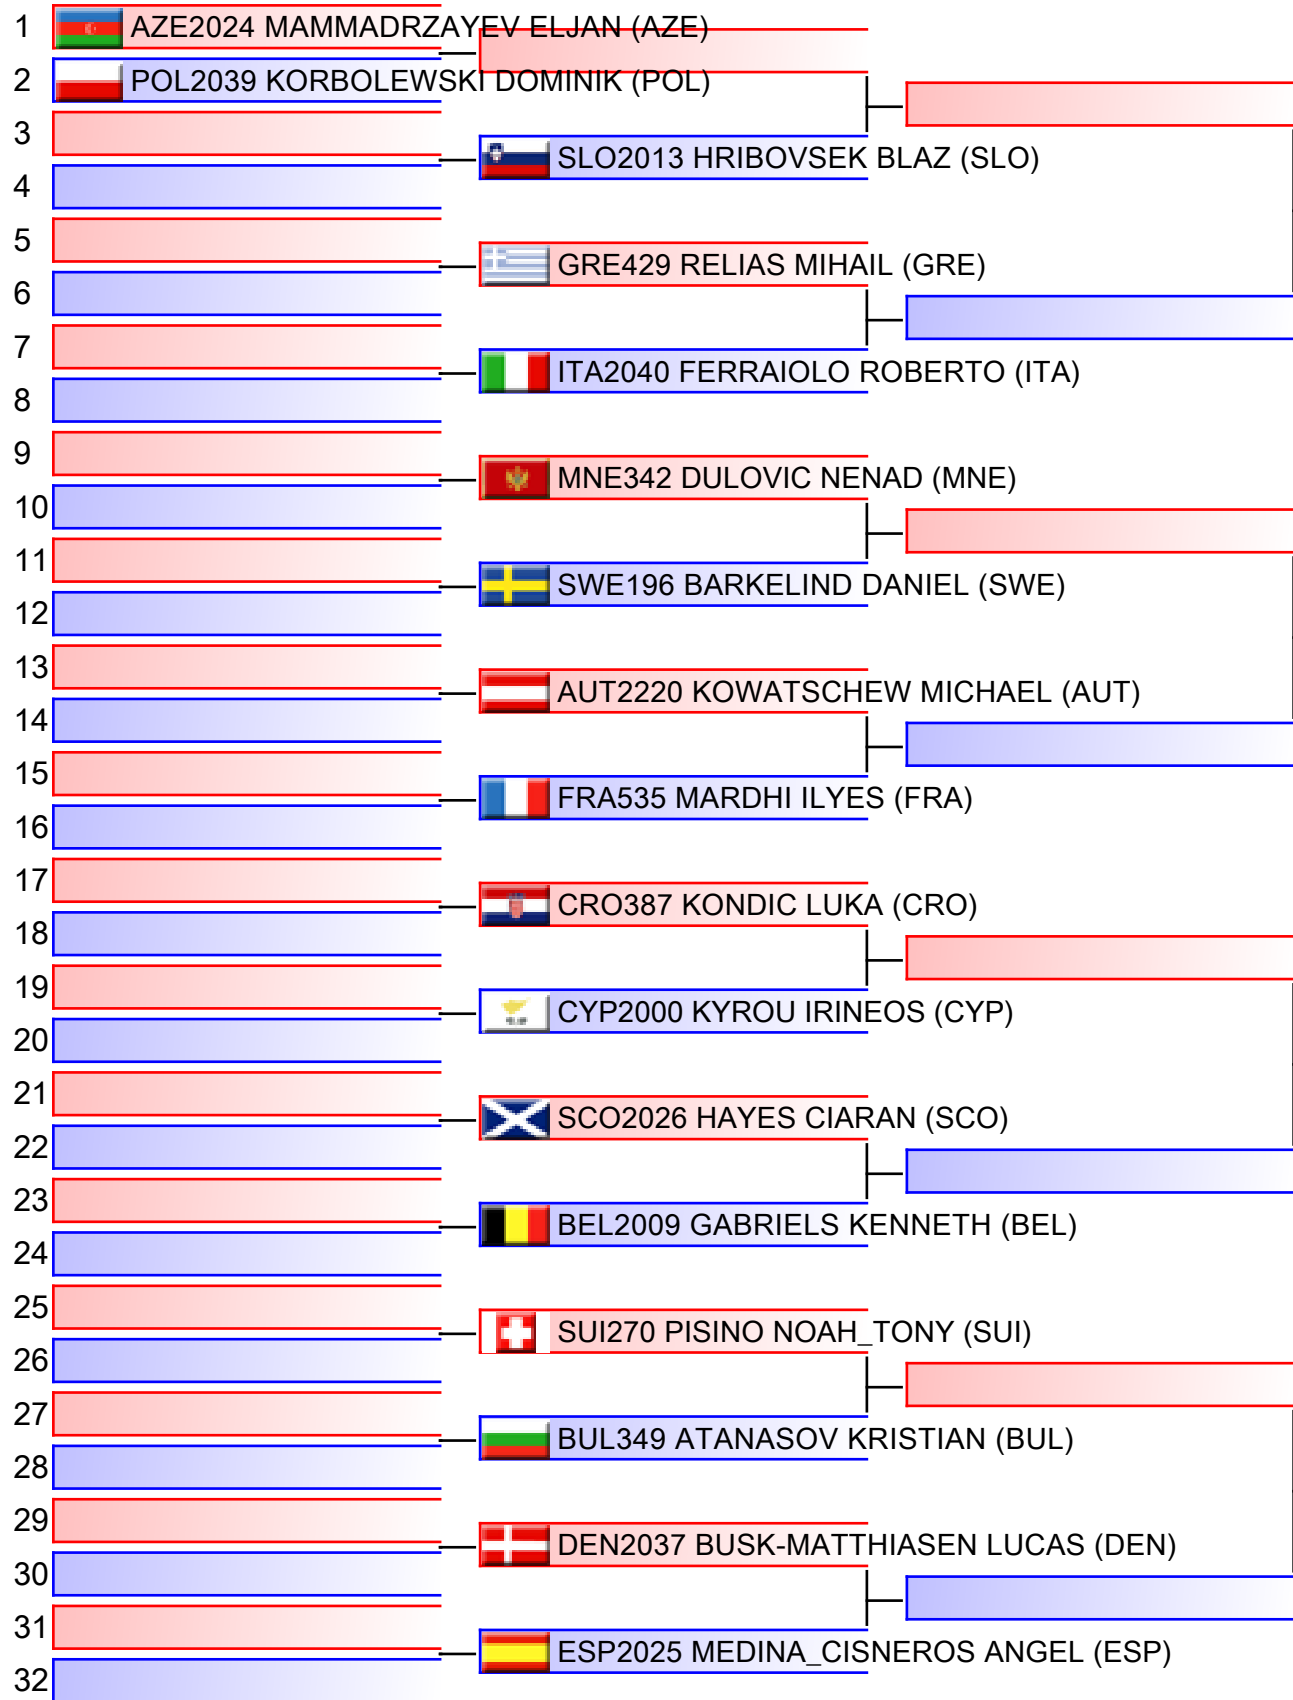 1 AZE2024 MAMMADRZAYEV ELJAN (AZE)
2 POL2039 KORBOLEWSKI DOMINIK (POL)
3
SLO2013 HRIBOVSEK BLAZ (SLO)
4
5
GRE429 RELIAS MIHAIL (GRE)
6
7
ITA2040 FERRAIOLO ROBERTO (ITA)
8
9
MNE342 DULOVIC NENAD (MNE)
10
11
SWE196 BARKELIND DANIEL (SWE)
12
13
AUT2220 KOWATSCHEW MICHAEL (AUT)
14
15
FRA535 MARDHI ILYES (FRA)
16
17
CRO387 KONDIC LUKA (CRO)
18
19
CYP2000 KYROU IRINEOS (CYP)
20
21
SCO2026 HAYES CIARAN (SCO)
22
23
BEL2009 GABRIELS KENNETH (BEL)
24
25
SUI270 PISINO NOAH_TONY (SUI)
26
27
BUL349 ATANASOV KRISTIAN (BUL)
28
29
DEN2037 BUSK-MATTHIASEN LUCAS (DEN)
30
31
ESP2025 MEDINA_CISNEROS ANGEL (ESP)
32